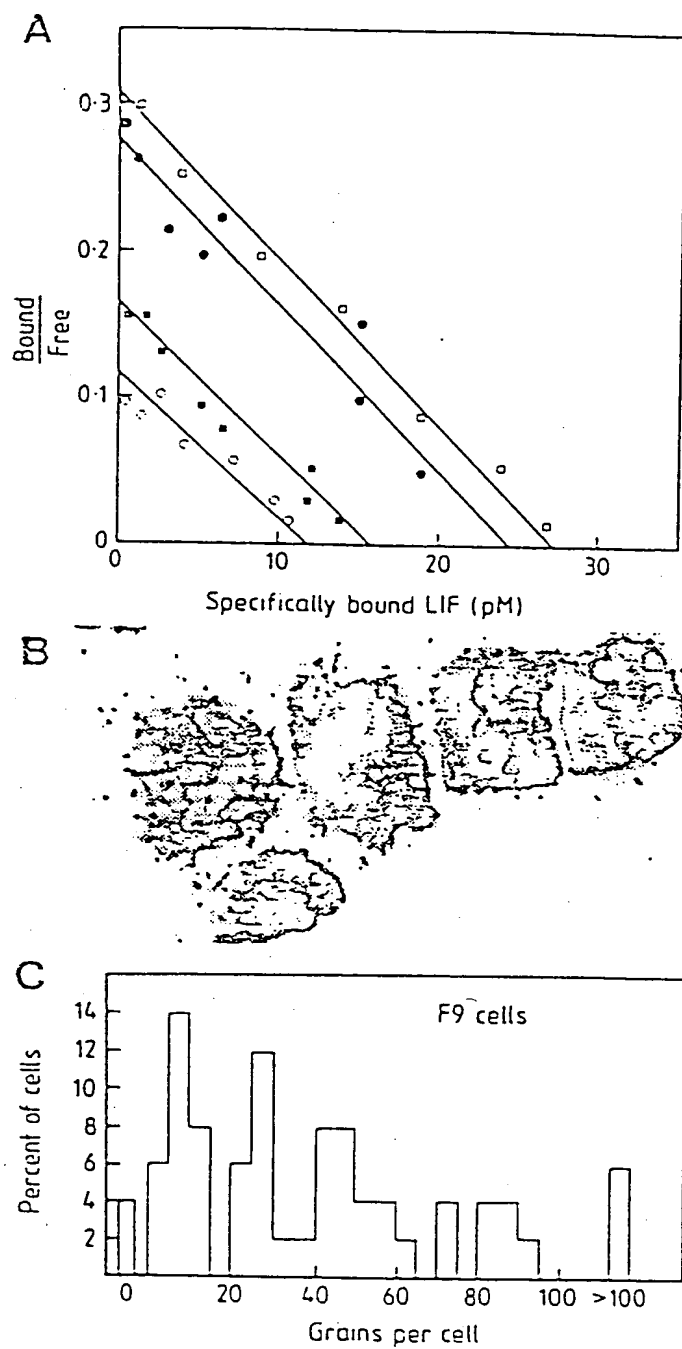 A
0·3
0·2
0·1
0
Bound
Free
0 10 20 30
Specifically bound LIF (pM)
B
C
F9 cells
14
12
10
8
6
4
2
Percent of cells
0 20 40 60 80 100 >100
Grains per cell